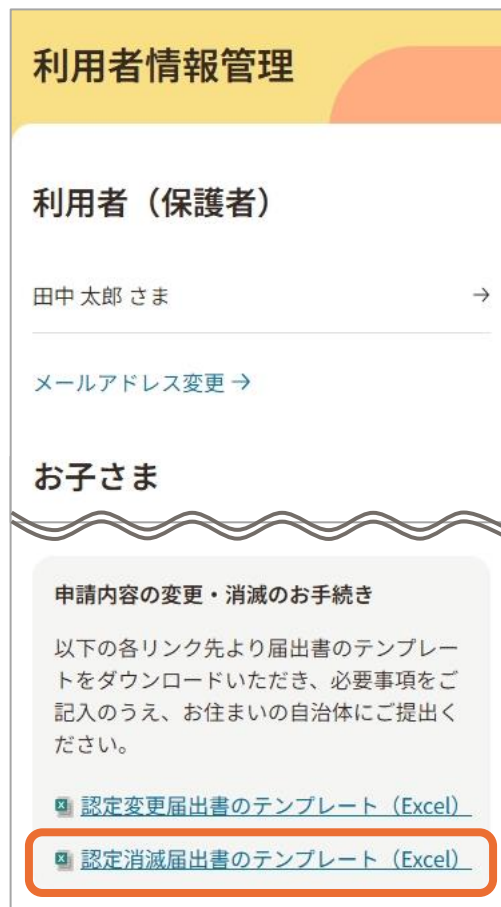 利用者情報管理
利用者（保護者）
田中 太郎 さま →
メールアドレス変更 →
お子さま
申請内容の変更・消滅のお手続き
以下の各リンク先より届出書のテンプレー
トをダウンロードいただき、必要事項をご
記入のうえ、お住まいの自治体にご提出く
ださい。
認定変更届出書のテンプレート（Excel）
認定消滅届出書のテンプレート（Excel）